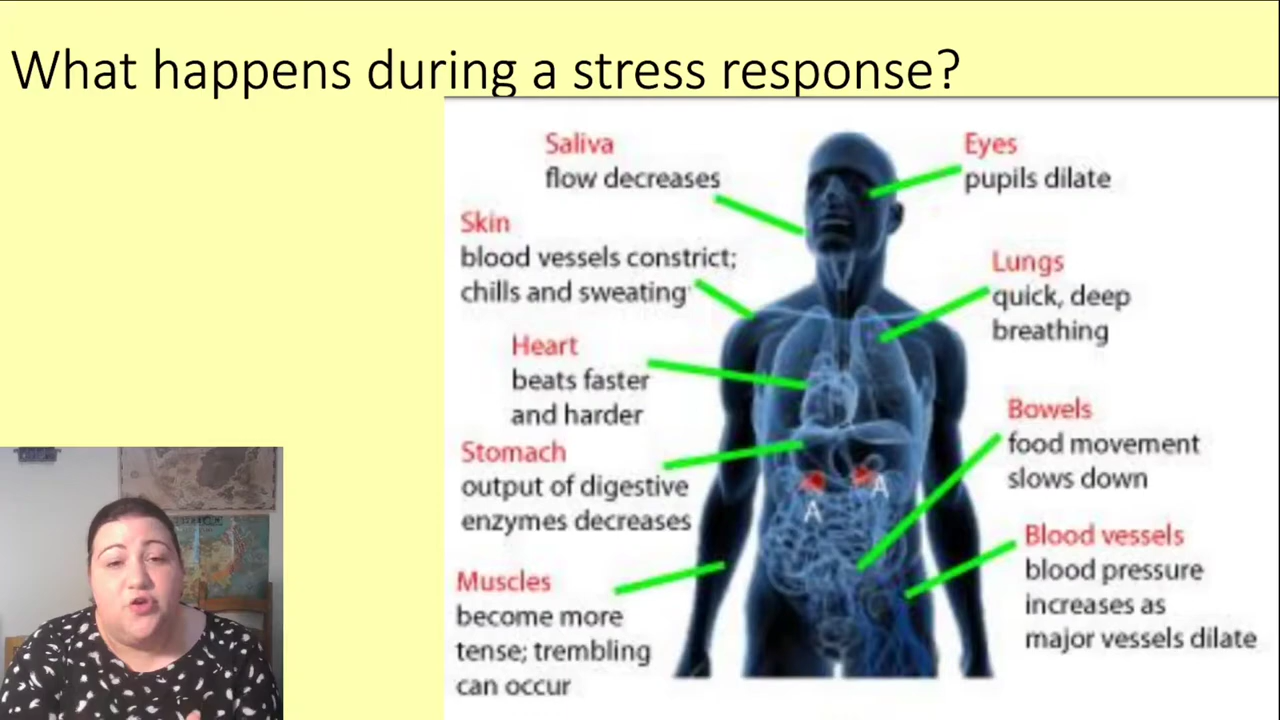 What happens during a stress response?
Saliva
flow decreases
Eyes
pupils dilate
Skin
blood vessels constrict;
chills and sweating
Lungs
quick, deep
breathing
Heart
beats faster
and harder
Bowels
food movement
slows down
Stomach
output of digestive
enzymes decreases
A
A
Blood vessels
blood pressure
increases as
major vessels dilate
Muscles
become more
tense; trembling
can occur